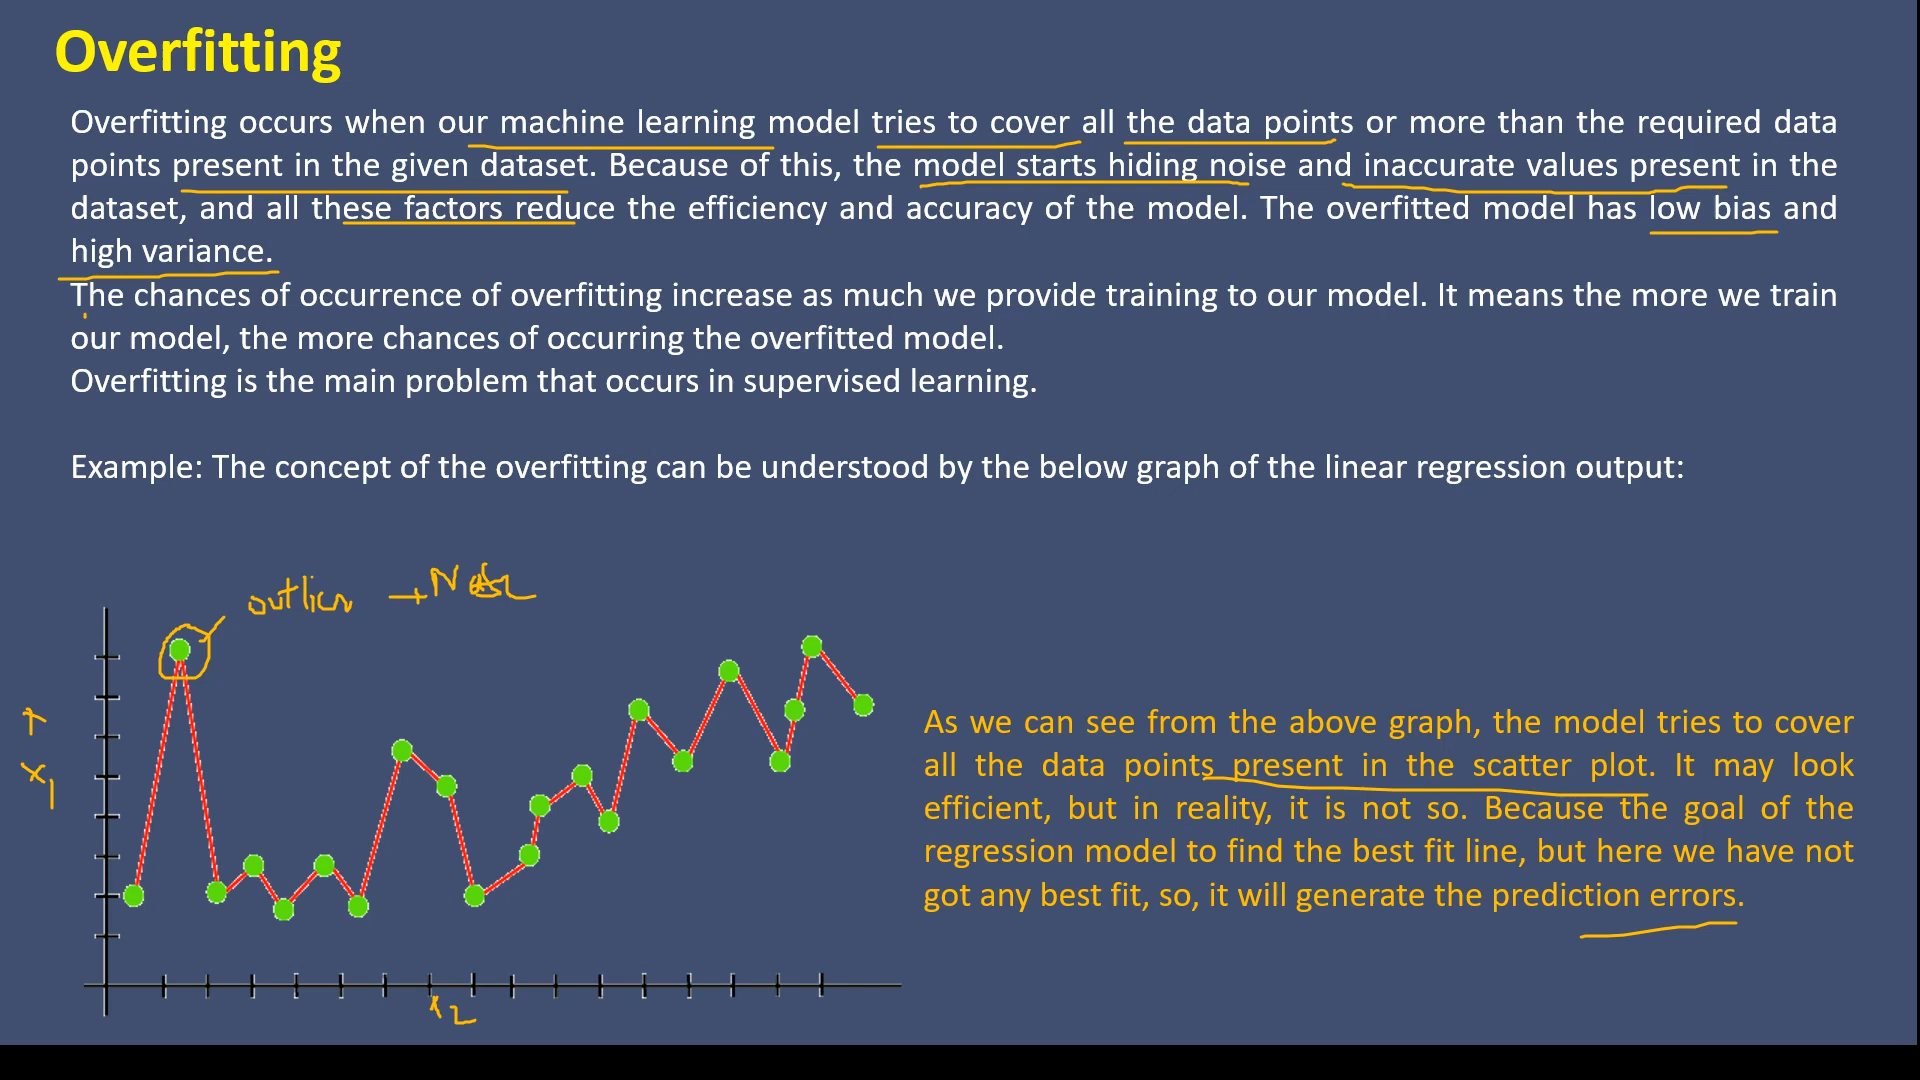 Overfitting
Overfitting occurs when our machine learning model tries to cover all the data points or more than the required data
points present in the given dataset. Because of this, the model starts hiding noise and inaccurate values present in the
dataset, and all these factors reduce the efficiency and accuracy of the model. The overfitted model has low bias and
high variance.
The chances of occurrence of overfitting increase as much we provide training to our model. It means the more we train
our model, the more chances of occurring the overfitted model.
Overfitting is the main problem that occurs in supervised learning.
Example: The concept of the overfitting can be understood by the below graph of the linear regression output:
outlier →
As we can see from the above graph, the model tries to cover
all the data points present in the scatter plot. It may look
efficient, but in reality, it is not so. Because the goal of the
regression model to find the best fit line, but here we have not
got any best fit, so, it will generate the prediction errors.
x1
x2